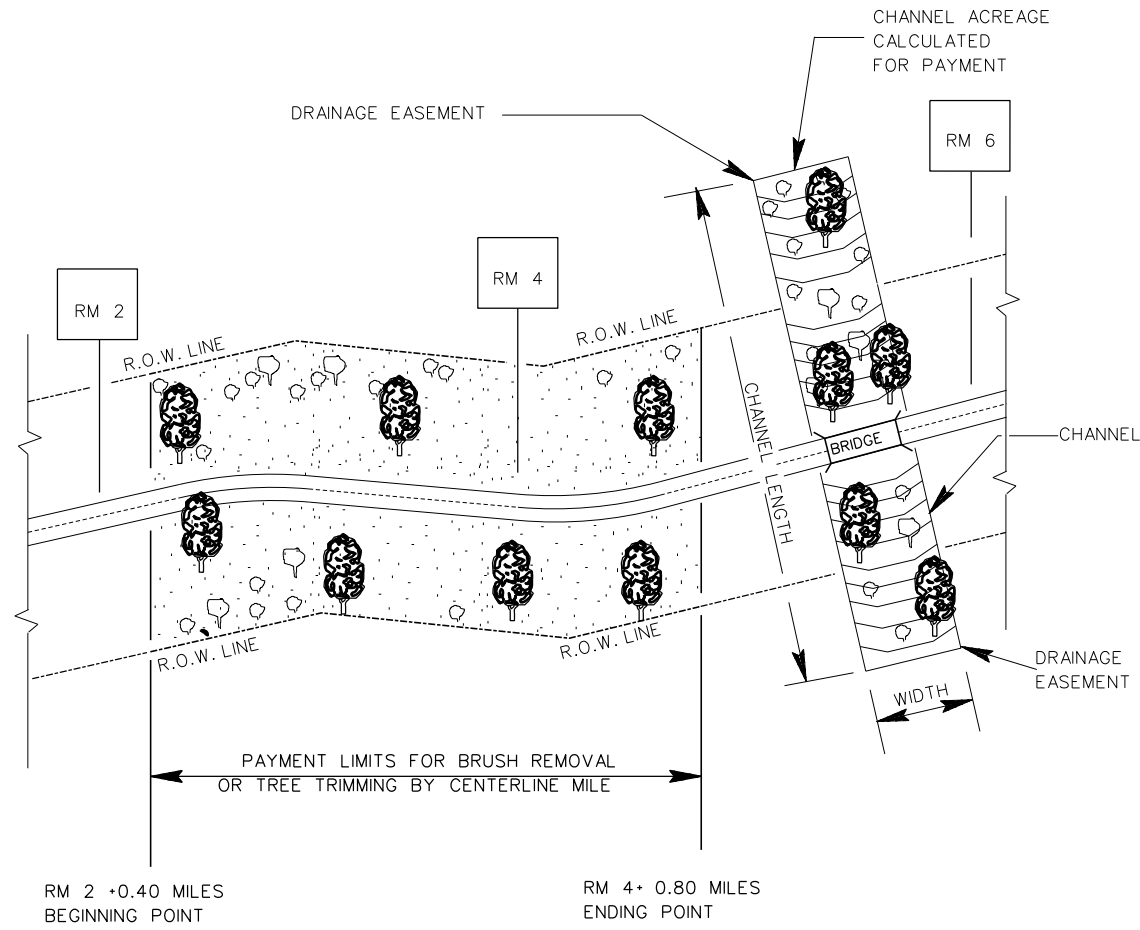 CHANNEL ACREAGE
CALCULATED
FOR PAYMENT
DRAINAGE EASEMENT
RM 6
RM 4
RM 2
R.O.W. LINE
R.O.W. LINE
CHANNEL LENGTH
BRIDGE
CHANNEL
R.O.W. LINE
R.O.W. LINE
DRAINAGE
EASEMENT
WIDTH
PAYMENT LIMITS FOR BRUSH REMOVAL
OR TREE TRIMMING BY CENTERLINE MILE
RM 2 +0.40 MILES
BEGINNING POINT
RM 4+ 0.80 MILES
ENDING POINT